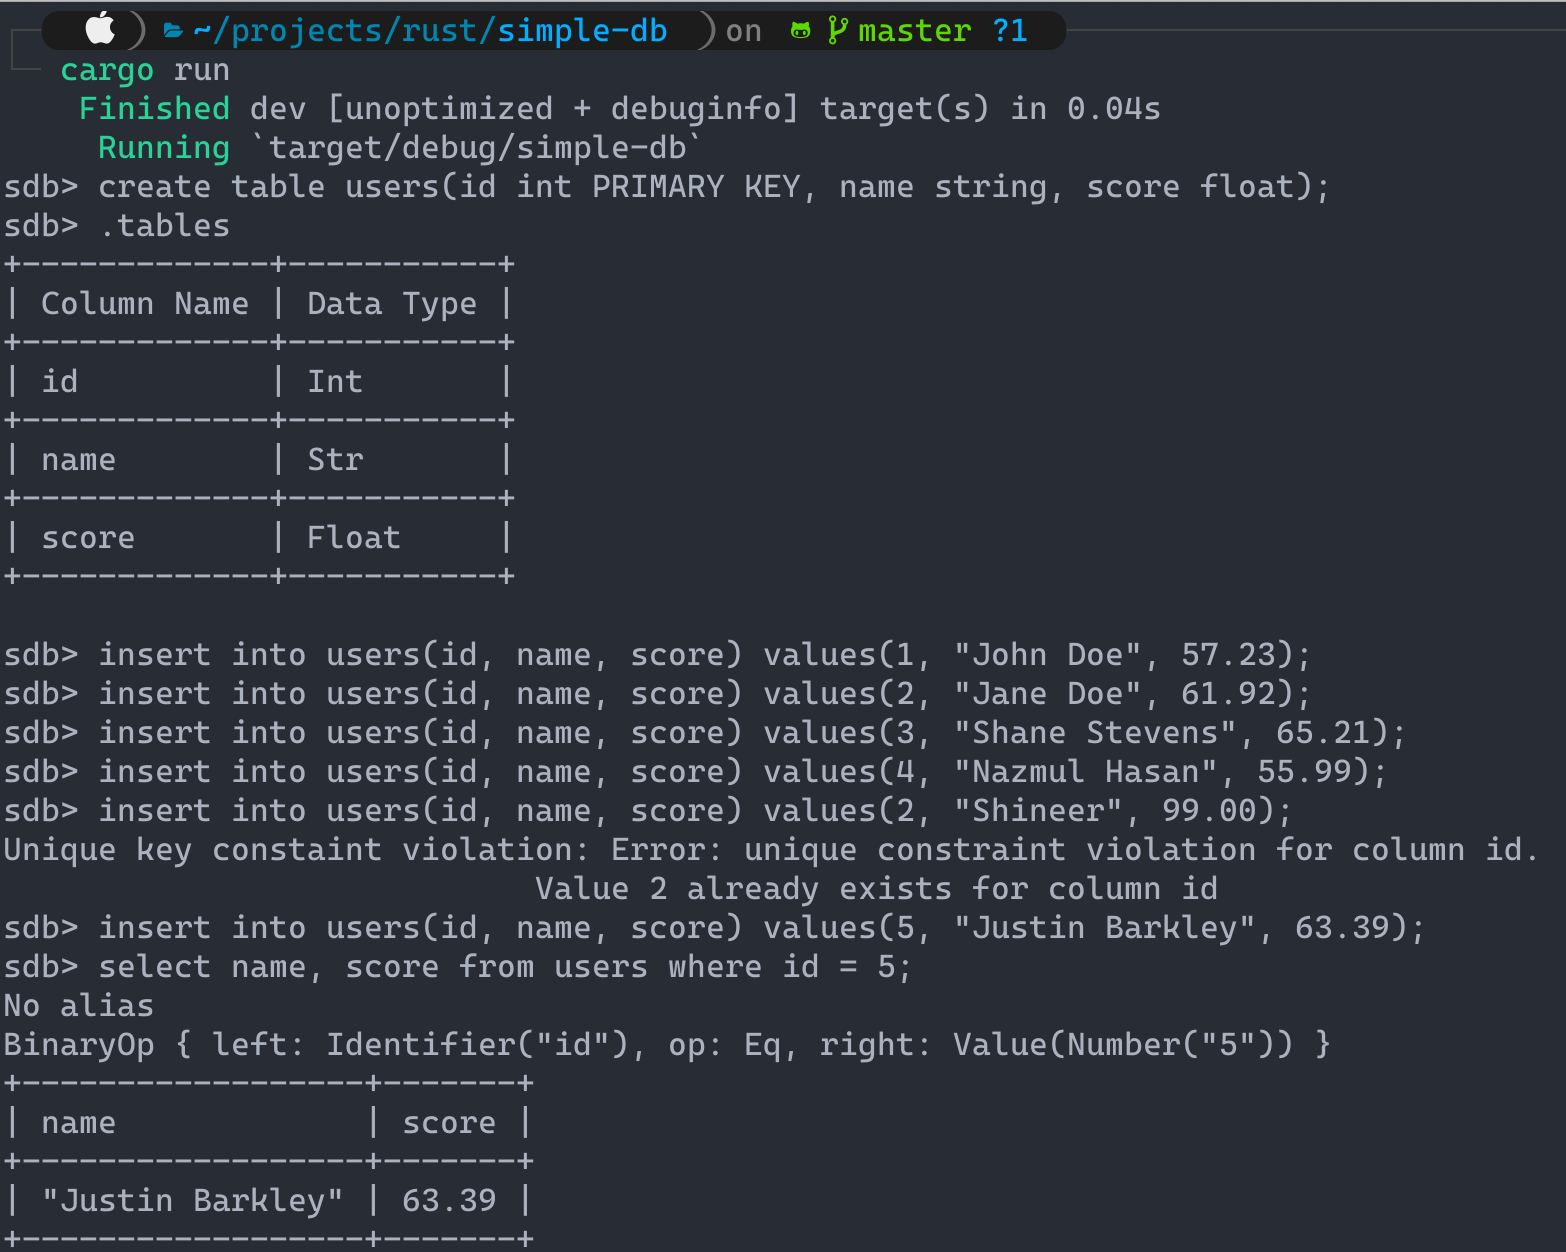 ~/projects/rust/simple-db on master ?1
cargo run
Finished dev [unoptimized + debuginfo] target(s) in 0.04s
Running `target/debug/simple-db`
sdb> create table users(id int PRIMARY KEY, name string, score float);
sdb> .tables
+-------------+-----------+
| Column Name | Data Type |
+-------------+-----------+
| id          | Int       |
+-------------+-----------+
| name        | Str       |
+-------------+-----------+
| score       | Float     |
+-------------+-----------+
sdb> insert into users(id, name, score) values(1, "John Doe", 57.23);
sdb> insert into users(id, name, score) values(2, "Jane Doe", 61.92);
sdb> insert into users(id, name, score) values(3, "Shane Stevens", 65.21);
sdb> insert into users(id, name, score) values(4, "Nazmul Hasan", 55.99);
sdb> insert into users(id, name, score) values(2, "Shineer", 99.00);
Unique key constaint violation: Error: unique constraint violation for column id.
Value 2 already exists for column id
sdb> insert into users(id, name, score) values(5, "Justin Barkley", 63.39);
sdb> select name, score from users where id = 5;
No alias
BinaryOp { left: Identifier("id"), op: Eq, right: Value(Number("5")) }
+------------------+-------+
| name             | score |
+------------------+-------+
| "Justin Barkley" | 63.39 |
+------------------+-------+